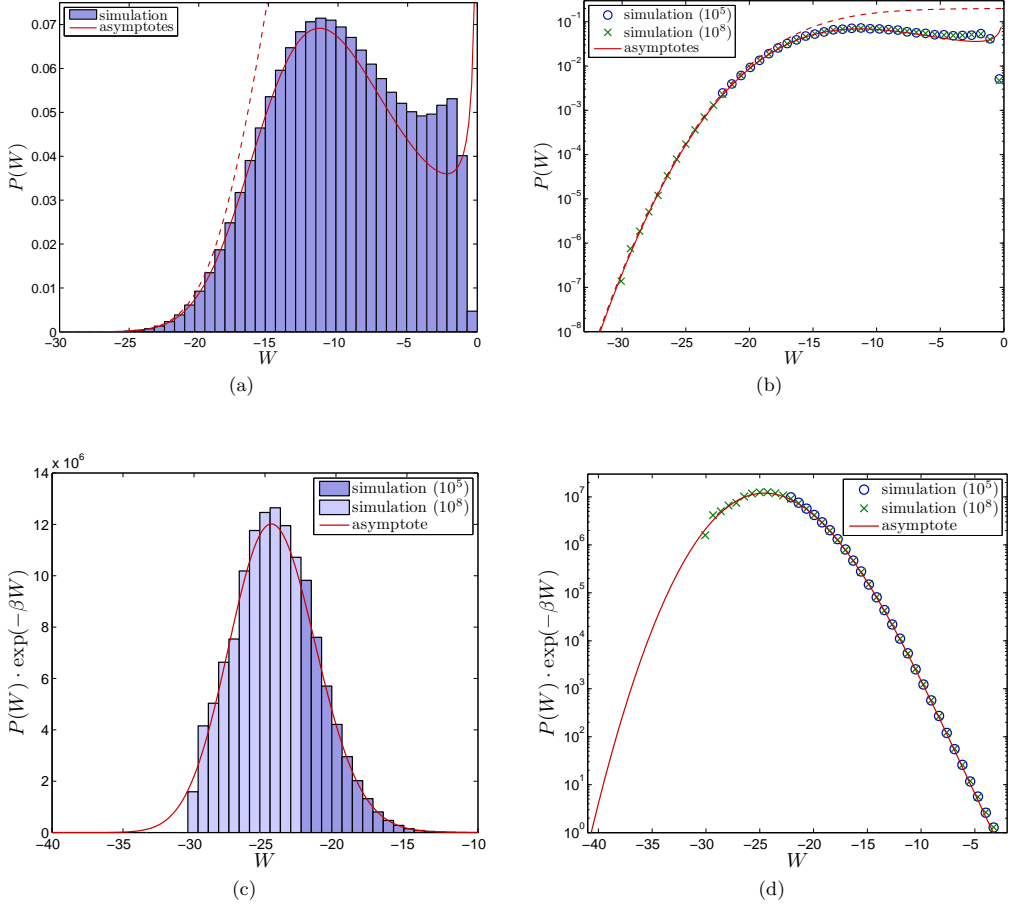 simulation
asymptotes
P(W)
0.07
0.06
0.05
0.04
0.03
0.02
0.01
0
−30
−25
−20
−15
−10
−5
0
W
(a)
simulation (10^5)
simulation (10^8)
asymptotes
P(W)
10^−1
10^−2
10^−3
10^−4
10^−5
10^−6
10^−7
10^−8
−30
−25
−20
−15
−10
−5
0
W
(b)
x 10^6
simulation (10^5)
simulation (10^8)
asymptote
P(W) · exp(−βW)
14
12
10
8
6
4
2
0
−40
−35
−30
−25
−20
−15
−10
W
(c)
simulation (10^5)
simulation (10^8)
asymptote
P(W) · exp(−βW)
10^7
10^6
10^5
10^4
10^3
10^2
10^1
10^0
−40
−35
−30
−25
−20
−15
−10
−5
W
(d)